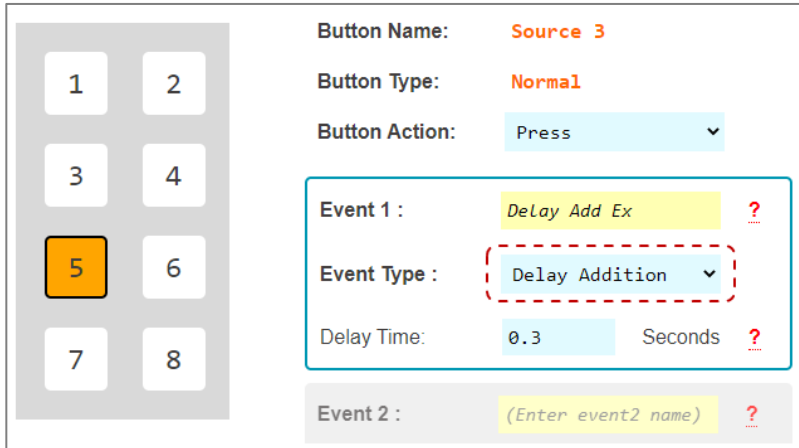 1 2
3 4
5 6
7 8
Button Name: Source 3
Button Type: Normal
Button Action: Press
Event 1 : Delay Add Ex ?
Event Type : Delay Addition
Delay Time: 0.3 Seconds ?
Event 2 : (Enter event2 name) ?